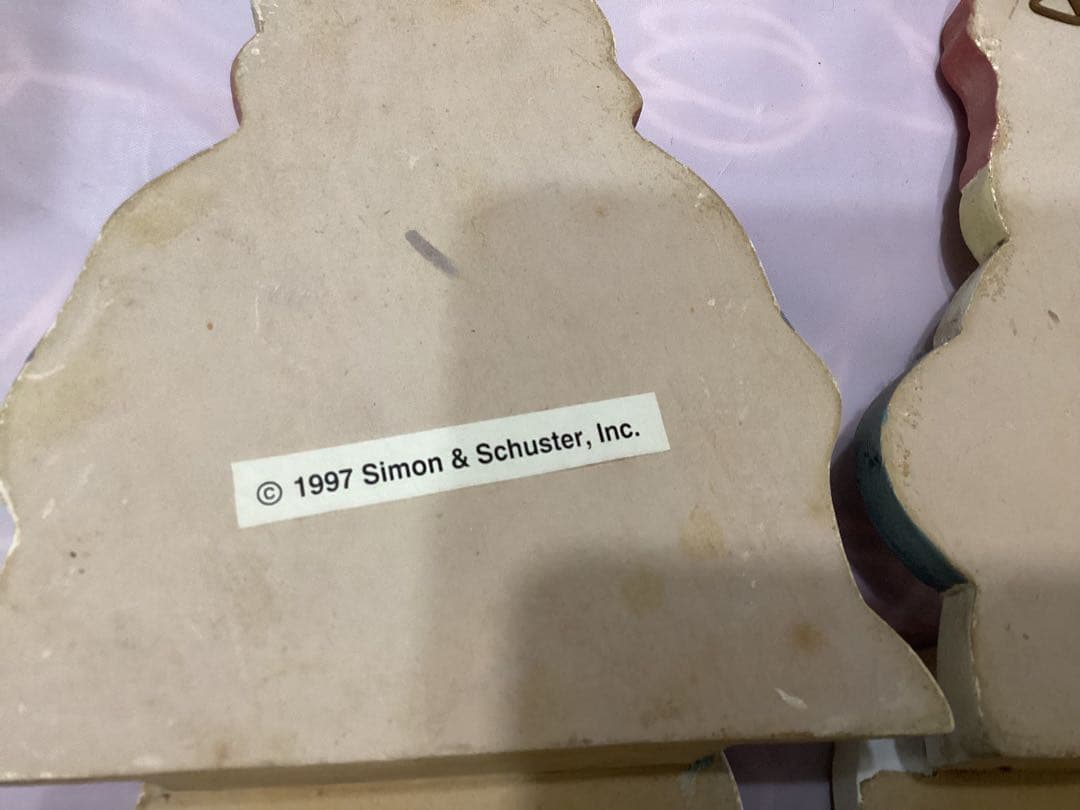 © 1997 Simon & Schuster, Inc.